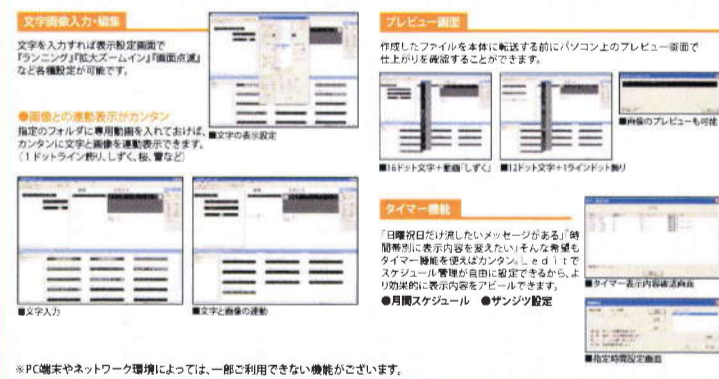 文字画像入力・編集
文字を入力すれば表示設定画面で
『ランニング』『拡大ズームイン』『画面点滅』
など各種設定が可能です。
■文字の表示設定
●画像との連動表示がカンタン
指定のフォルダに専用動画を入れておけば、
カンタンに文字と画像を連動表示できます。
(1ドットライン飾り、しずく、桜、雷など)
■文字入力
■文字と画像の連動
プレビュー画面
作成したファイルを本体に転送する前にパソコン上のプレビュー画面で
仕上がりを確認することができます。
■16ドット文字+動画「しずく」
■12ドット文字+1ラインドット飾り
■画像のプレビューも可能
タイマー機能
「日曜祝日だけ流したいメッセージがある」「時
間帯別に表示内容を変えたい」そんな希望も
タイマー機能を使えばカンタン。Leditで
スケジュール管理が自由に設定できるから、よ
り効果的に表示内容をアピールできます。
●月間スケジュール ●サンジツ設定
■タイマー表示内容確認画面
■指定時間設定画面
※PC端末やネットワーク環境によっては、一部ご利用できない機能がございます。